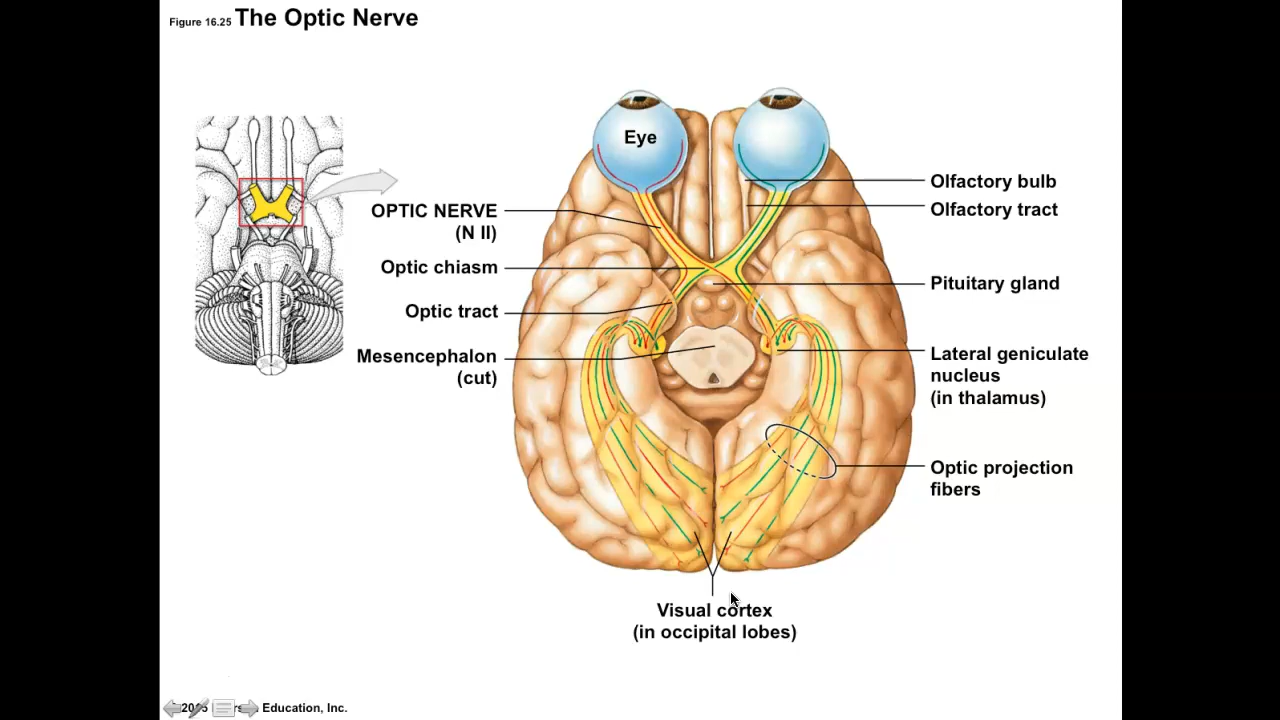 Figure 16.25 The Optic Nerve
Eye
OPTIC NERVE
(N II)
Optic chiasm
Optic tract
Mesencephalon
(cut)
Olfactory bulb
Olfactory tract
Pituitary gland
Lateral geniculate
nucleus
(in thalamus)
Optic projection
fibers
Visual cortex
(in occipital lobes)
Education, Inc.